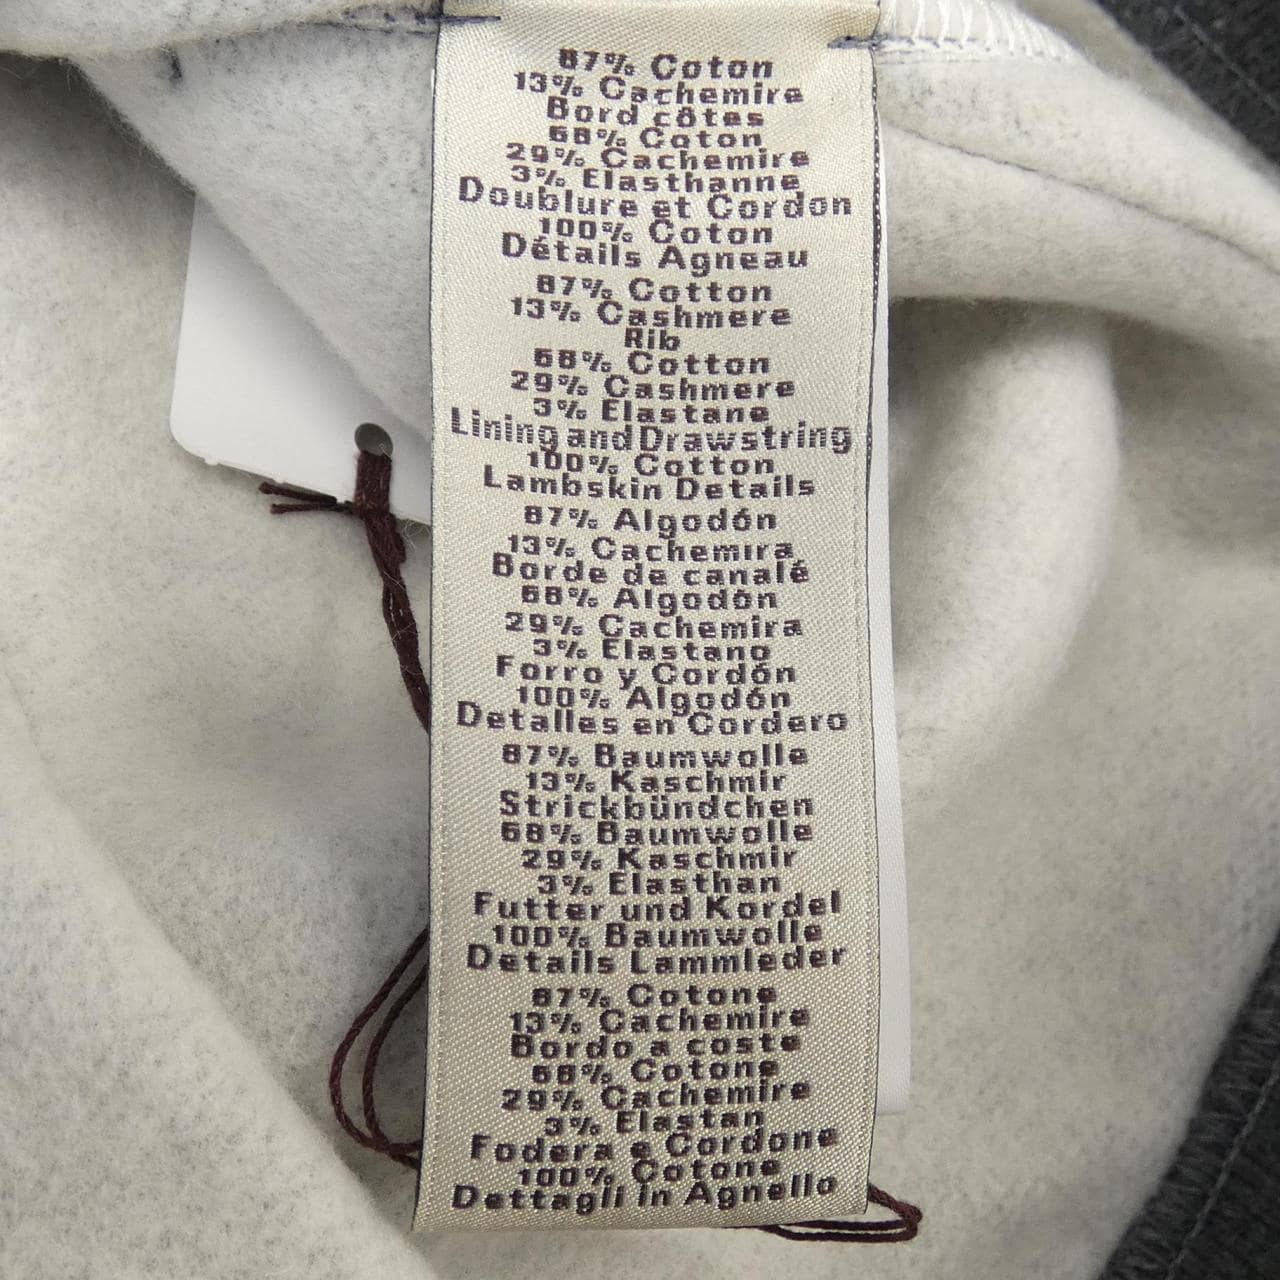 87% Coton
13% Cachemire
Bord côtes
68% Coton
29% Cachemire
3% Elasthanne
Doublure et Cordon
100% Coton
Détails Agneau
87% Cotton
13% Cashmere
Rib
68% Cotton
29% Cashmere
3% Elastane
Lining and Drawstring
100% Cotton
Lambskin Details
87% Algodón
13% Cachemira
Borde de canalé
68% Algodón
29% Cachemira
3% Elastano
Forro y Cordón
100% Algodón
Detalles en Cordero
87% Baumwolle
13% Kaschmir
Strickbündchen
68% Baumwolle
29% Kaschmir
3% Elasthan
Futter und Kordel
100% Baumwolle
Details Lammleder
87% Cotone
13% Cachemire
Bordo a coste
68% Cotone
29% Cachemire
3% Elastan
Fodera e Cordone
100% Cotone
Dettagli in Agnello